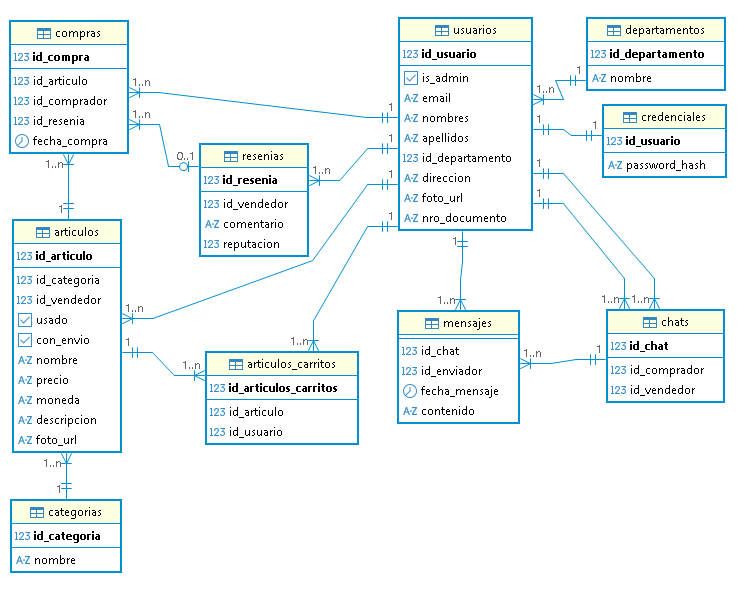 compras
123 id_compra
123 id_articulo
123 id_comprador
123 id_resenia
fecha_compra
usuarios
123 id_usuario
is_admin
A-Z email
A-Z nombres
A-Z apellidos
123 id_departamento
A-Z direccion
A-Z foto_url
A-Z nro_documento
departamentos
123 id_departamento
A-Z nombre
credenciales
123 id_usuario
A-Z password_hash
resenias
123 id_resenia
123 id_vendedor
A-Z comentario
123 reputacion
articulos
123 id_articulo
123 id_categoria
123 id_vendedor
usado
con_envio
A-Z nombre
A-Z precio
A-Z moneda
A-Z descripcion
A-Z foto_url
articulos_carritos
123 id_articulos_carritos
123 id_articulo
123 id_usuario
mensajes
123 id_chat
123 id_enviador
fecha_mensaje
A-Z contenido
chats
123 id_chat
123 id_comprador
123 id_vendedor
categorias
123 id_categoria
A-Z nombre
1..n
1
1..n
0..1
1..n
1
1..n
1
1..n
1
1
1
1..n
1
1..n
1
1..n
1
1..n
1
1
1..n
1..n
1
1..n
1
1..n
1